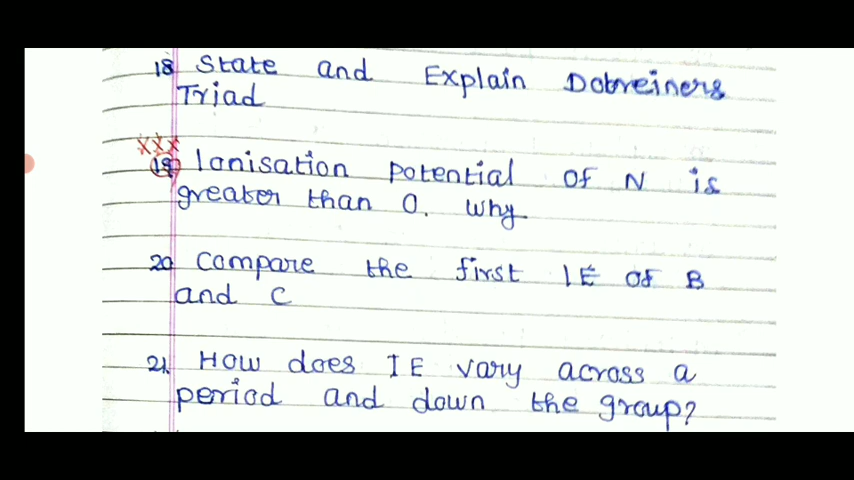 18 State and Explain Dobreiners
Triad
xxx
19 Ionisation potential of N is
greater than O. why
20 Compare the first IE of B
and C
21. How does IE vary across a
period and down the group?